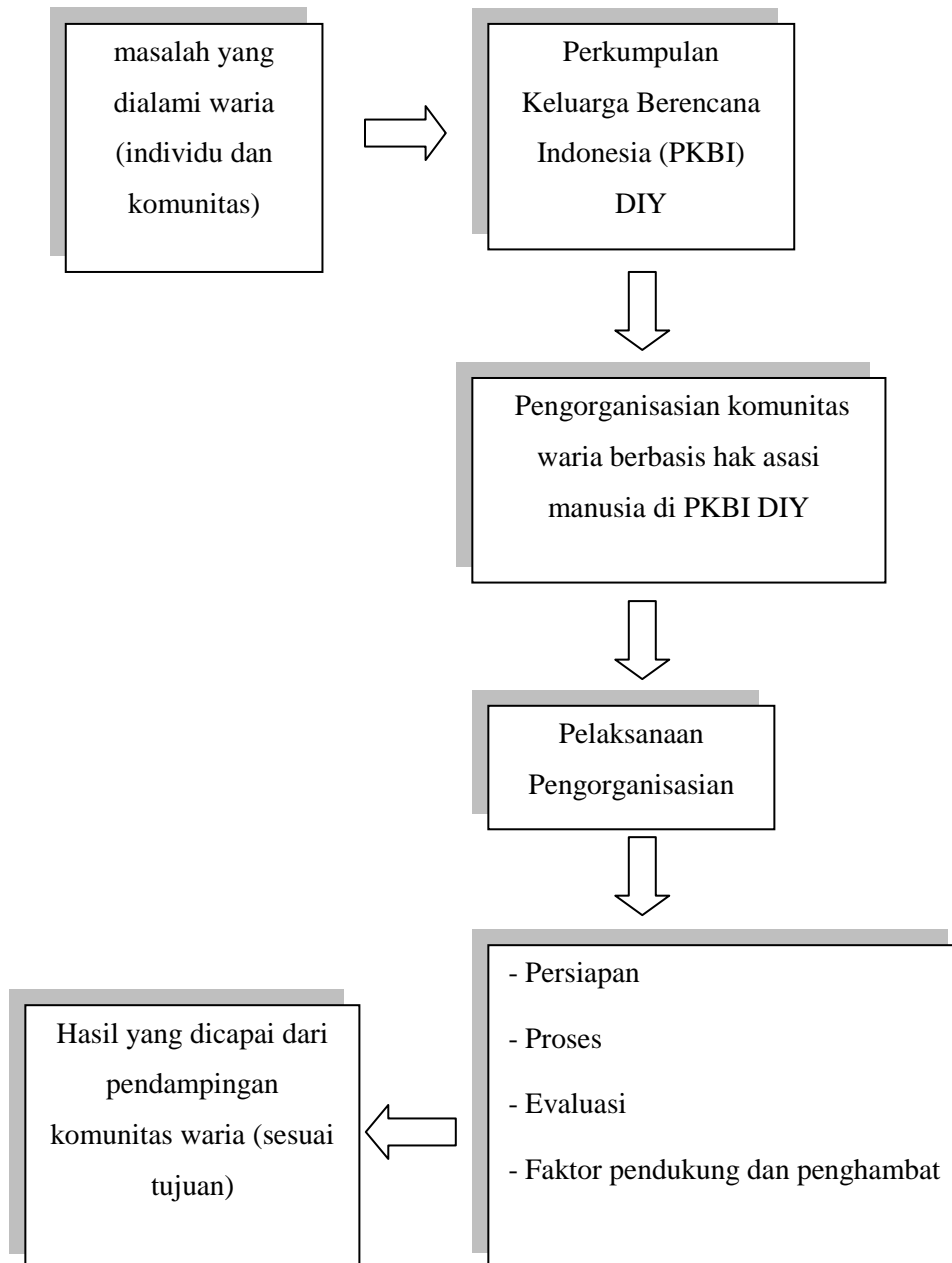 masalah yang
dialami waria
(individu dan
komunitas)
Perkumpulan
Keluarga Berencana
Indonesia (PKBI)
DIY
Pengorganisasian komunitas
waria berbasis hak asasi
manusia di PKBI DIY
Pelaksanaan
Pengorganisasian
- Persiapan
- Proses
- Evaluasi
- Faktor pendukung dan penghambat
Hasil yang dicapai dari
pendampingan
komunitas waria (sesuai
tujuan)